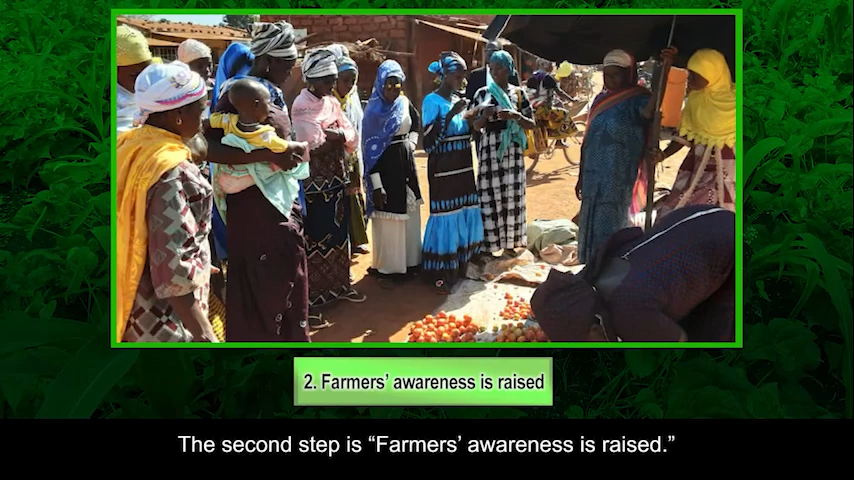 2. Farmers’ awareness is raised
The second step is “Farmers’ awareness is raised.”